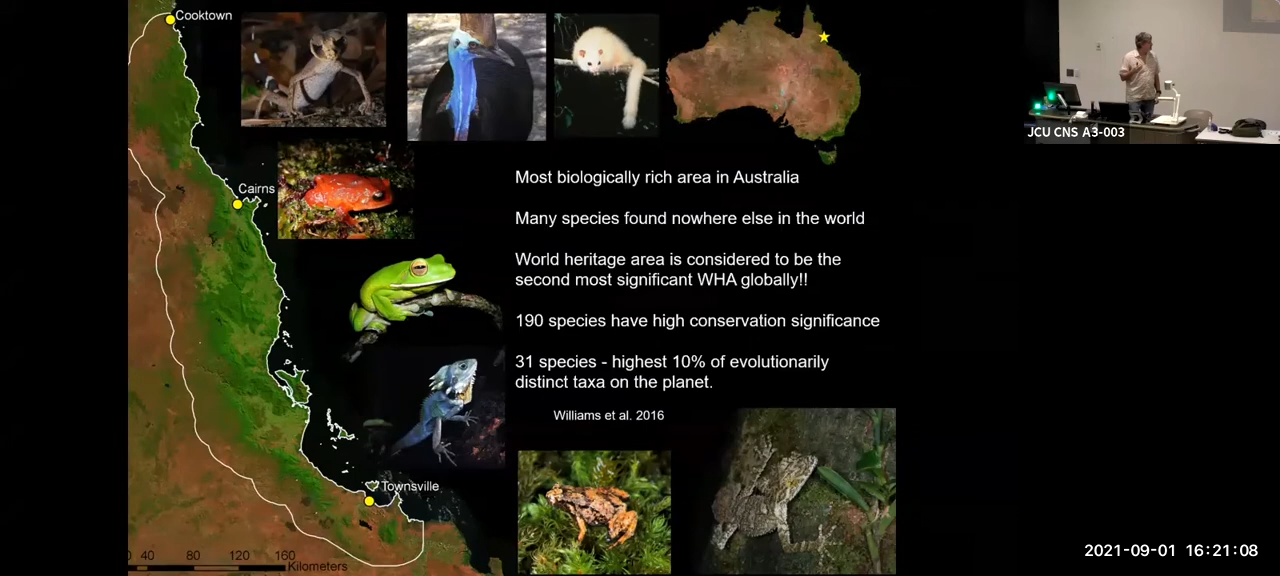 Cooktown
Cairns
Townsville
0 40 80 120 160
Kilometers
Most biologically rich area in Australia
Many species found nowhere else in the world
World heritage area is considered to be the
second most significant WHA globally!!
190 species have high conservation significance
31 species - highest 10% of evolutionarily
distinct taxa on the planet.
Williams et al. 2016
JCU CNS A3-003
2021-09-01 16:21:08